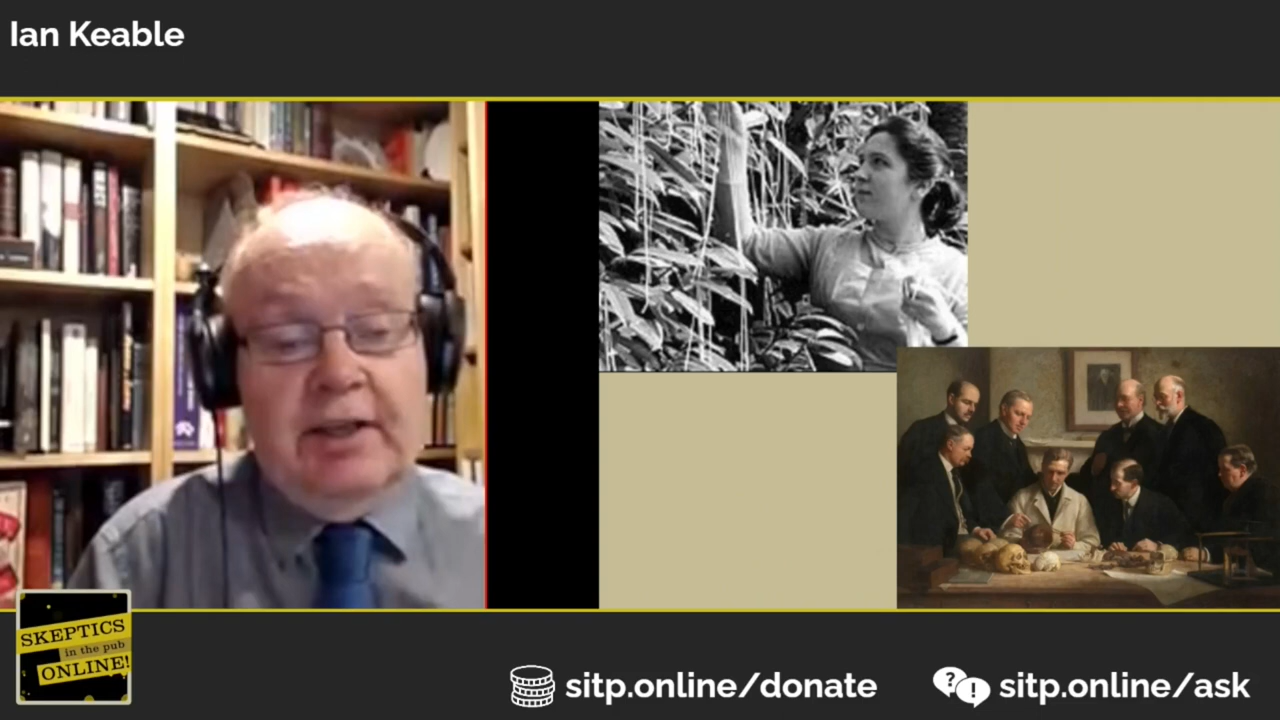 Ian Keable
SKEPTICS
in the pub
ONLINE!
sitp.online/donate
? !
sitp.online/ask